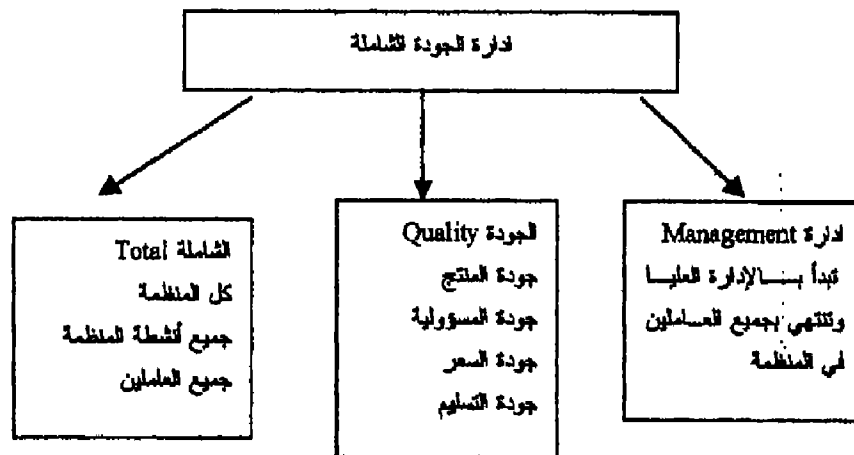 ادارة الجودة الشاملة
ادارة Management
تبدأ بالإدارة العليا
وتنتهي بجميع العاملين
في المنظمة
الجودة Quality
جودة المنتج
جودة المسؤولية
جودة السعر
جودة التسليم
الشاملة Total
كل المنظمة
جميع أنشطة المنظمة
جميع العاملين